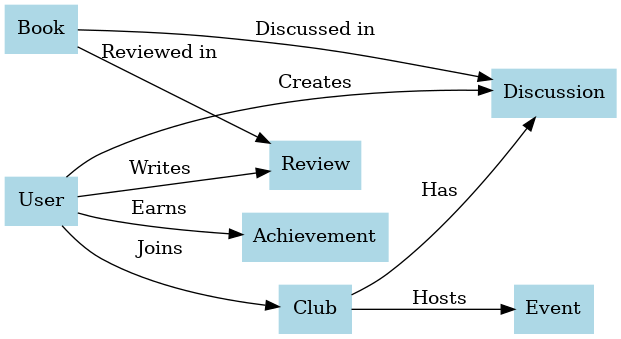 Book
Discussed in
Reviewed in
Creates
Discussion
Review
Writes
User
Earns
Has
Achievement
Joins
Club
Hosts
Event